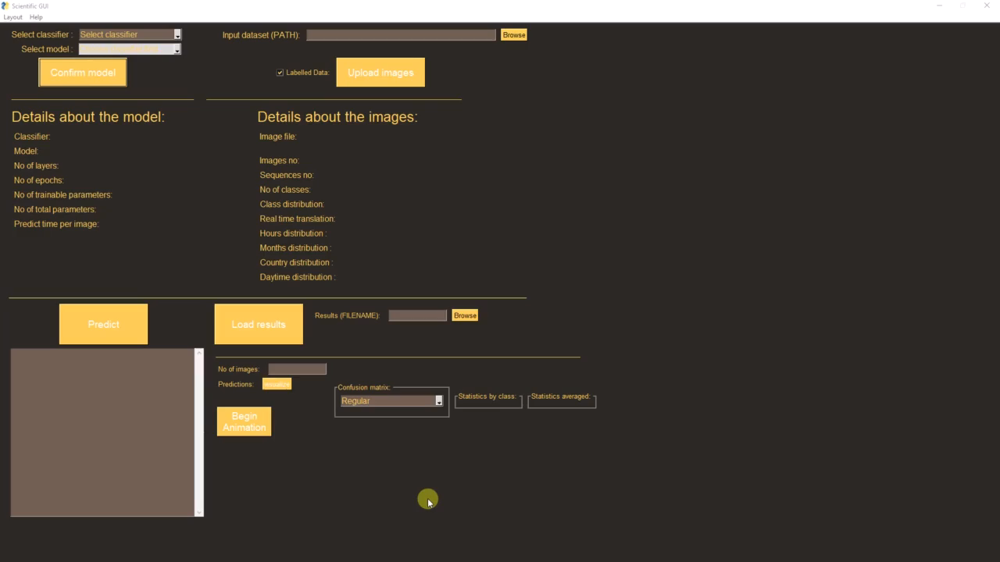 Scientific GUI
Layout Help
Select classifier : Select classifier
Input dataset (PATH): Browse
Select model :
Confirm model
Labelled Data: Upload images
Details about the model:
Classifier:
Model:
No of layers:
No of epochs:
No of trainable parameters:
No of total parameters:
Predict time per image:
Details about the images:
Image file:
Images no:
Sequences no:
No of classes:
Class distribution:
Real time translation:
Hours distribution :
Months distribution :
Country distribution :
Daytime distribution :
Predict
Load results
Results (FILENAME): Browse
No of images:
Predictions: Visualize
Begin
Animation
Confusion matrix:
Regular
Statistics by class:
Statistics averaged: